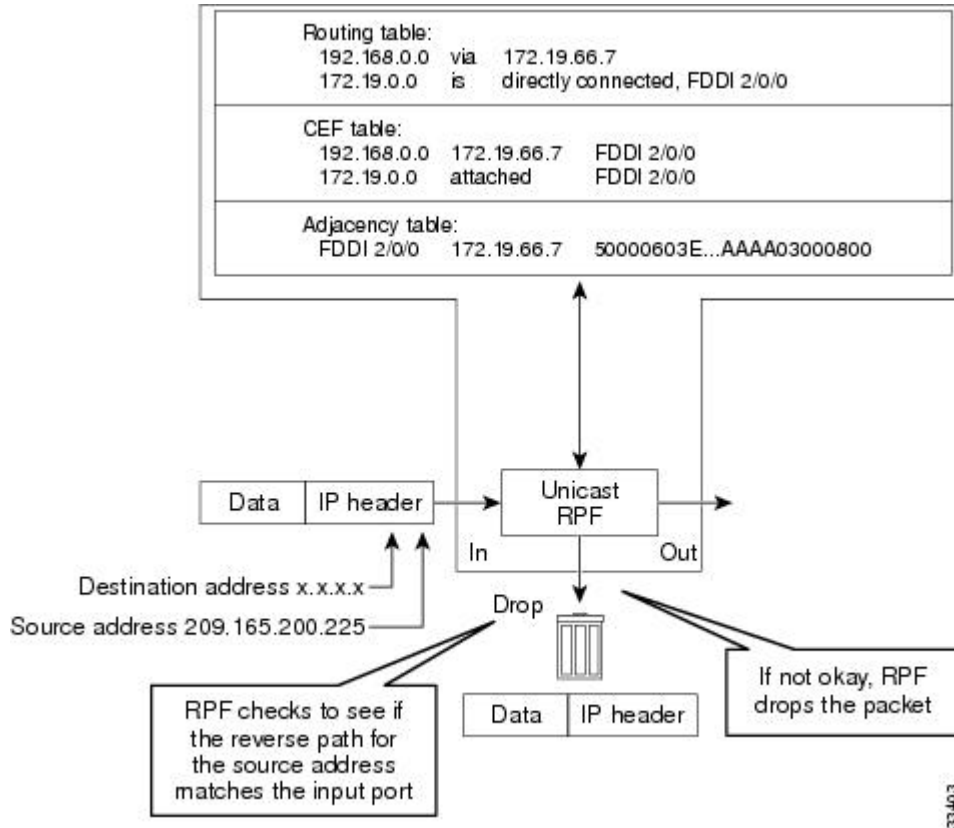 Routing table:
192.168.0.0 via 172.19.66.7
172.19.0.0 is directly connected, FDDI 2/0/0
CEF table:
192.168.0.0 172.19.66.7 FDDI 2/0/0
172.19.0.0 attached FDDI 2/0/0
Adjacency table:
FDDI 2/0/0 172.19.66.7 50000603E...AAAA03000800
Data IP header
Unicast
RPF
In Out
Destination address x.x.x.x
Source address 209.165.200.225
Drop
RPF checks to see if
the reverse path for
the source address
matches the input port
Data IP header
If not okay, RPF
drops the packet
33403